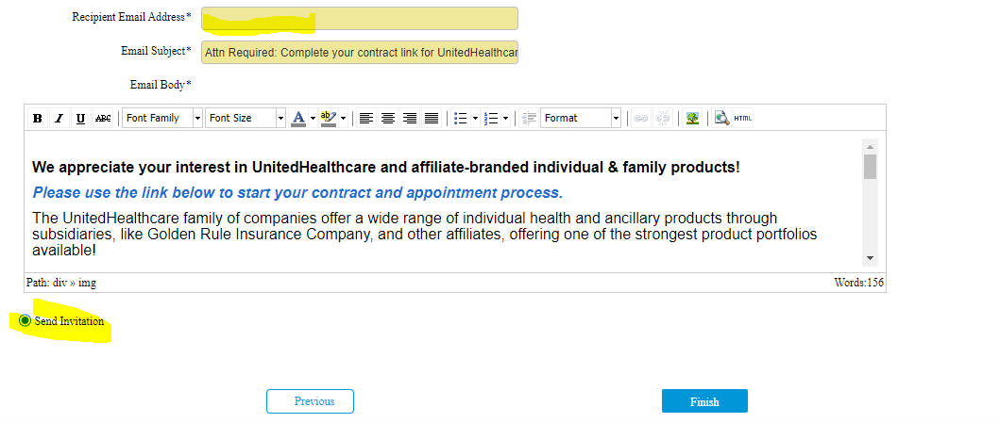 Recipient Email Address*
Email Subject* Attn Required: Complete your contract link for UnitedHealthcar
Email Body*
B I U ABC Font Family Font Size A ab Format HTML
We appreciate your interest in UnitedHealthcare and affiliate-branded individual & family products!
Please use the link below to start your contract and appointment process.
The UnitedHealthcare family of companies offer a wide range of individual health and ancillary products through
subsidiaries, like Golden Rule Insurance Company, and other affiliates, offering one of the strongest product portfolios
available!
Path: div » img Words:156
Send Invitation
Previous Finish